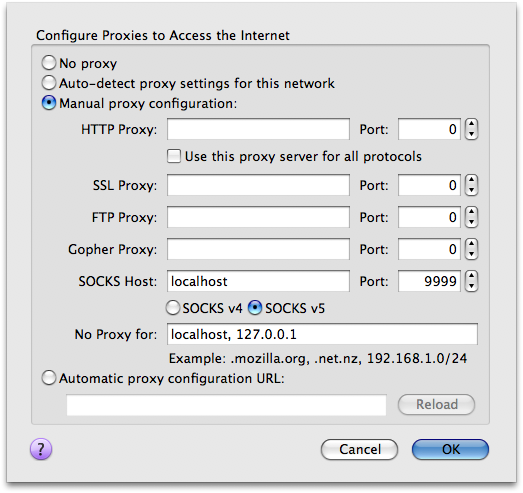 Configure Proxies to Access the Internet
No proxy
Auto-detect proxy settings for this network
Manual proxy configuration:
HTTP Proxy: Port: 0
Use this proxy server for all protocols
SSL Proxy: Port: 0
FTP Proxy: Port: 0
Gopher Proxy: Port: 0
SOCKS Host: localhost Port: 9999
SOCKS v4 SOCKS v5
No Proxy for: localhost, 127.0.0.1
Example: .mozilla.org, .net.nz, 192.168.1.0/24
Automatic proxy configuration URL:
Reload
? Cancel OK